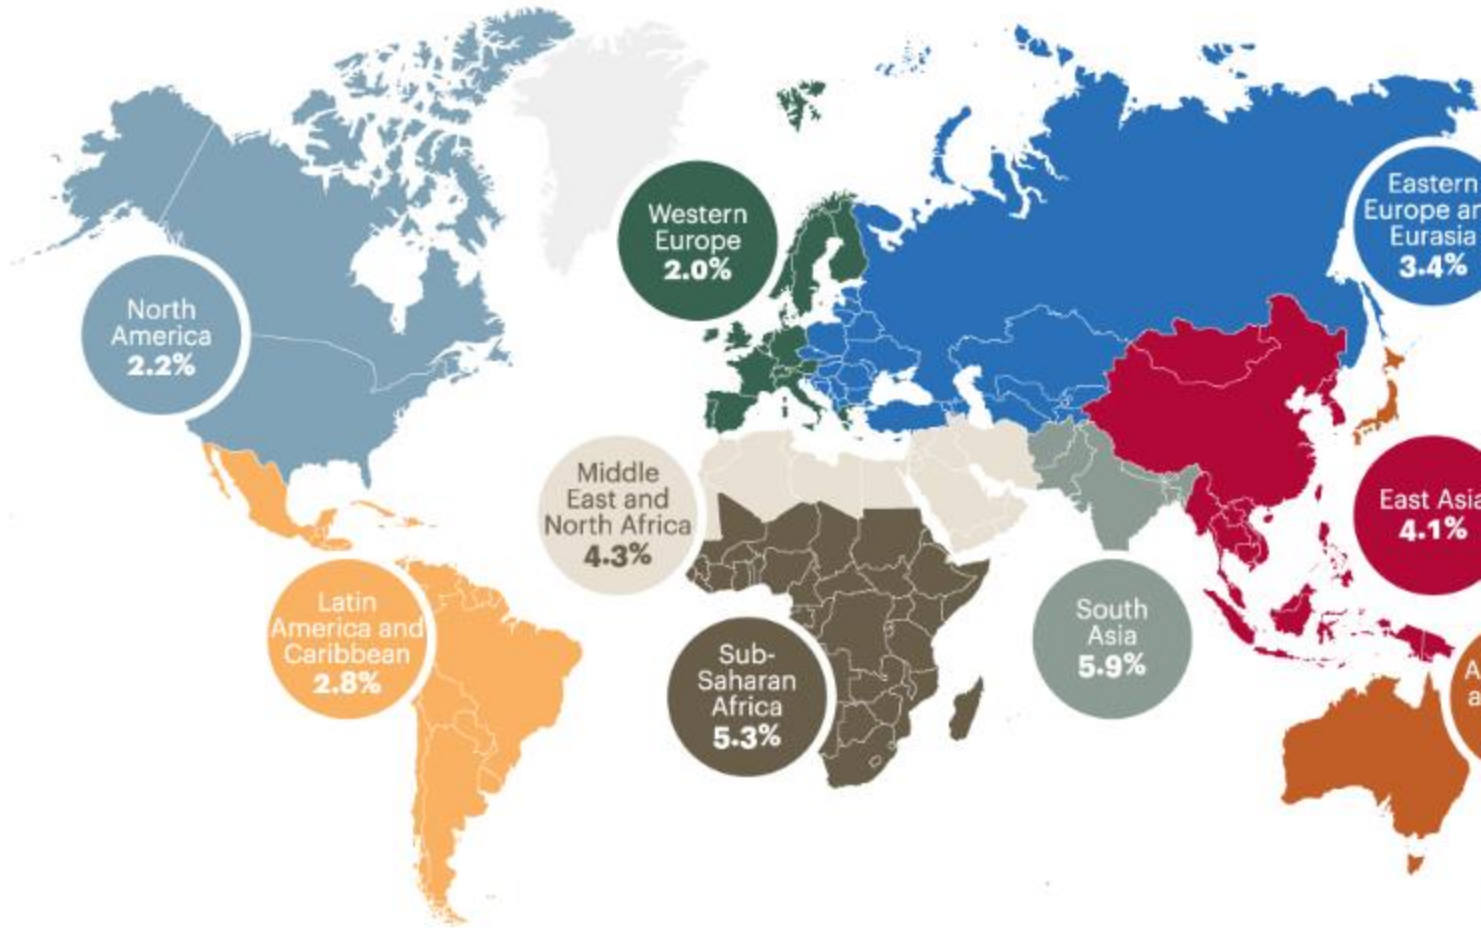 North
America
2.2%
Latin
America and
Caribbean
2.8%
Western
Europe
2.0%
Middle
East and
North Africa
4.3%
Sub-
Saharan
Africa
5.3%
South
Asia
5.9%
Eastern
Europe an
Eurasia
3.4%
East Asia
4.1%